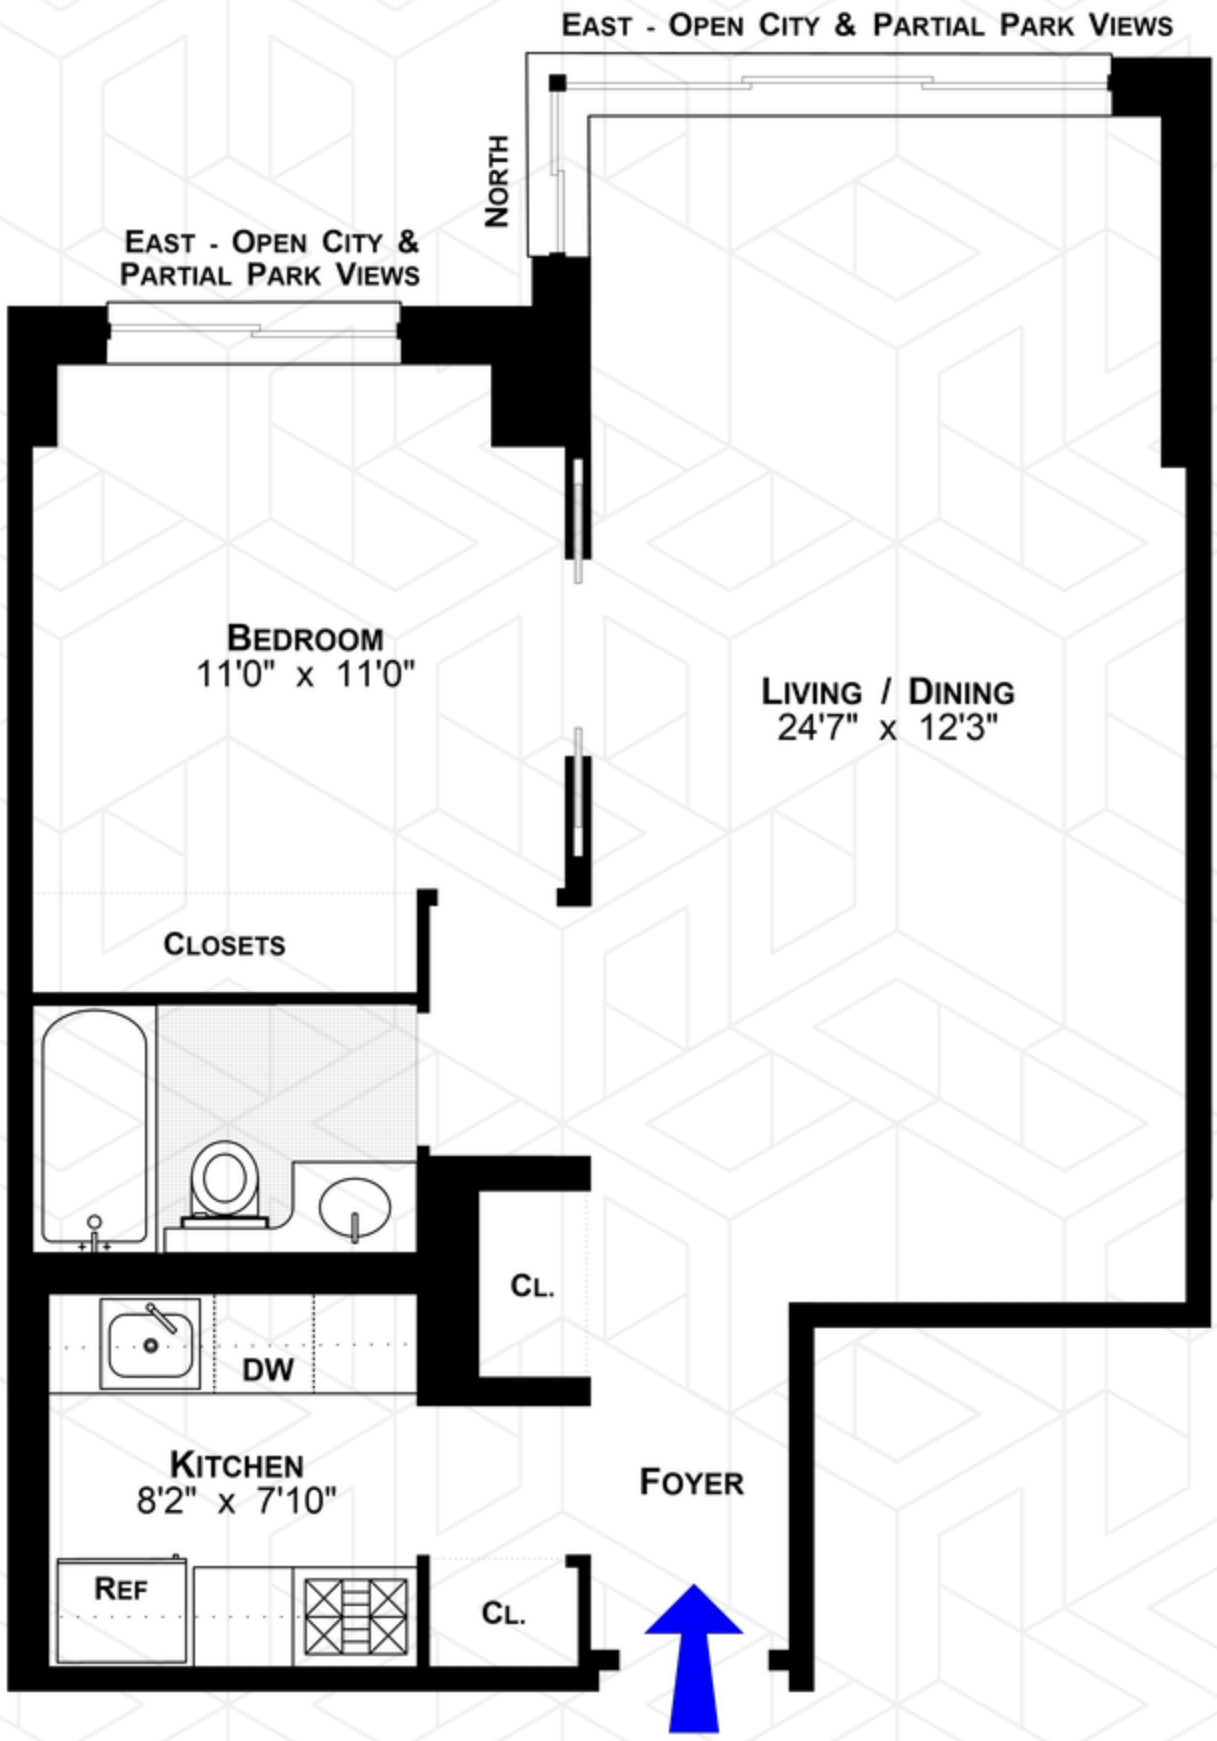 EAST - OPEN CITY & PARTIAL PARK VIEWS
NORTH
EAST - OPEN CITY &
PARTIAL PARK VIEWS
BEDROOM
11'0" x 11'0"
LIVING / DINING
24'7" x 12'3"
CLOSETS
CL.
DW
KITCHEN
8'2" x 7'10"
FOYER
REF
CL.